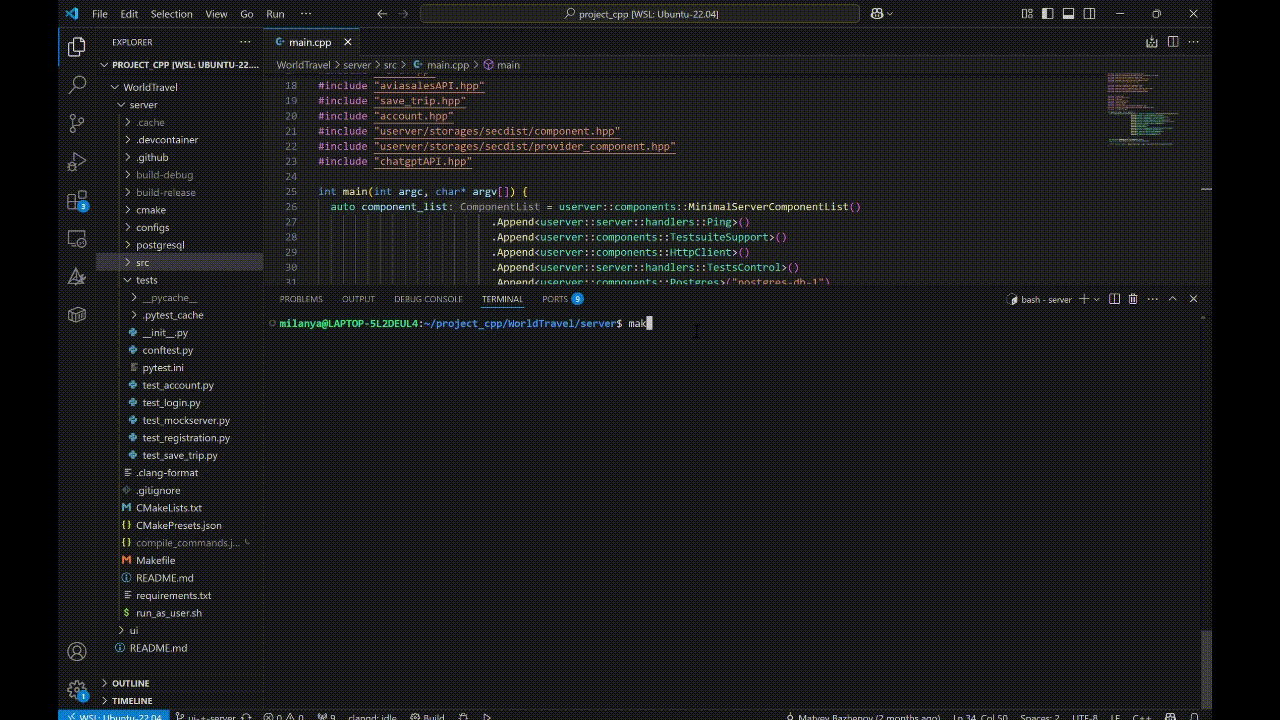 File Edit Selection View Go Run ··· project_cpp [WSL: Ubuntu-22.04]
EXPLORER ···
PROJECT_CPP [WSL: UBUNTU-22....
WorldTravel
server
.cache
.devcontainer
.github
build-debug
build-release
cmake
configs
postgresql
src
tests
__pycache__
.pytest_cache
__init__.py
conftest.py
pytest.ini
test_account.py
test_login.py
test_mockserver.py
test_registration.py
test_save_trip.py
.clang-format
.gitignore
CMakeLists.txt
CMakePresets.json
compile_commands.j...
Makefile
README.md
requirements.txt
run_as_user.sh
ui
README.md
OUTLINE
TIMELINE
3
1
main.cpp
WorldTravel > server > src > main.cpp > main
18 #include "aviasalesAPI.hpp"
19 #include "save_trip.hpp"
20 #include "account.hpp"
21 #include "userver/storages/secdist/component.hpp"
22 #include "userver/storages/secdist/provider_component.hpp"
23 #include "chatgptAPI.hpp"
24
25 int main(int argc, char* argv[]) {
26 auto component_list: ComponentList = userver::components::MinimalServerComponentList()
27 .Append<userver::server::handlers::Ping>()
28 .Append<userver::components::TestsuiteSupport>()
29 .Append<userver::components::HttpClient>()
30 .Append<userver::server::handlers::TestsControl>()
.Append<userver::components::Postgres>("postgres-db-1")
PROBLEMS OUTPUT DEBUG CONSOLE TERMINAL PORTS 9 bash - server
milanya@LAPTOP-5L2DEUL4:~/project_cpp/WorldTravel/server$ mak
WSL: Ubuntu-22.04 ui-+-server 0 0 9 clangd: idle Build Matvey Bazhenov (2 months ago) Ln 34, Col 50 Spaces: 2 UTF-8 LF C++